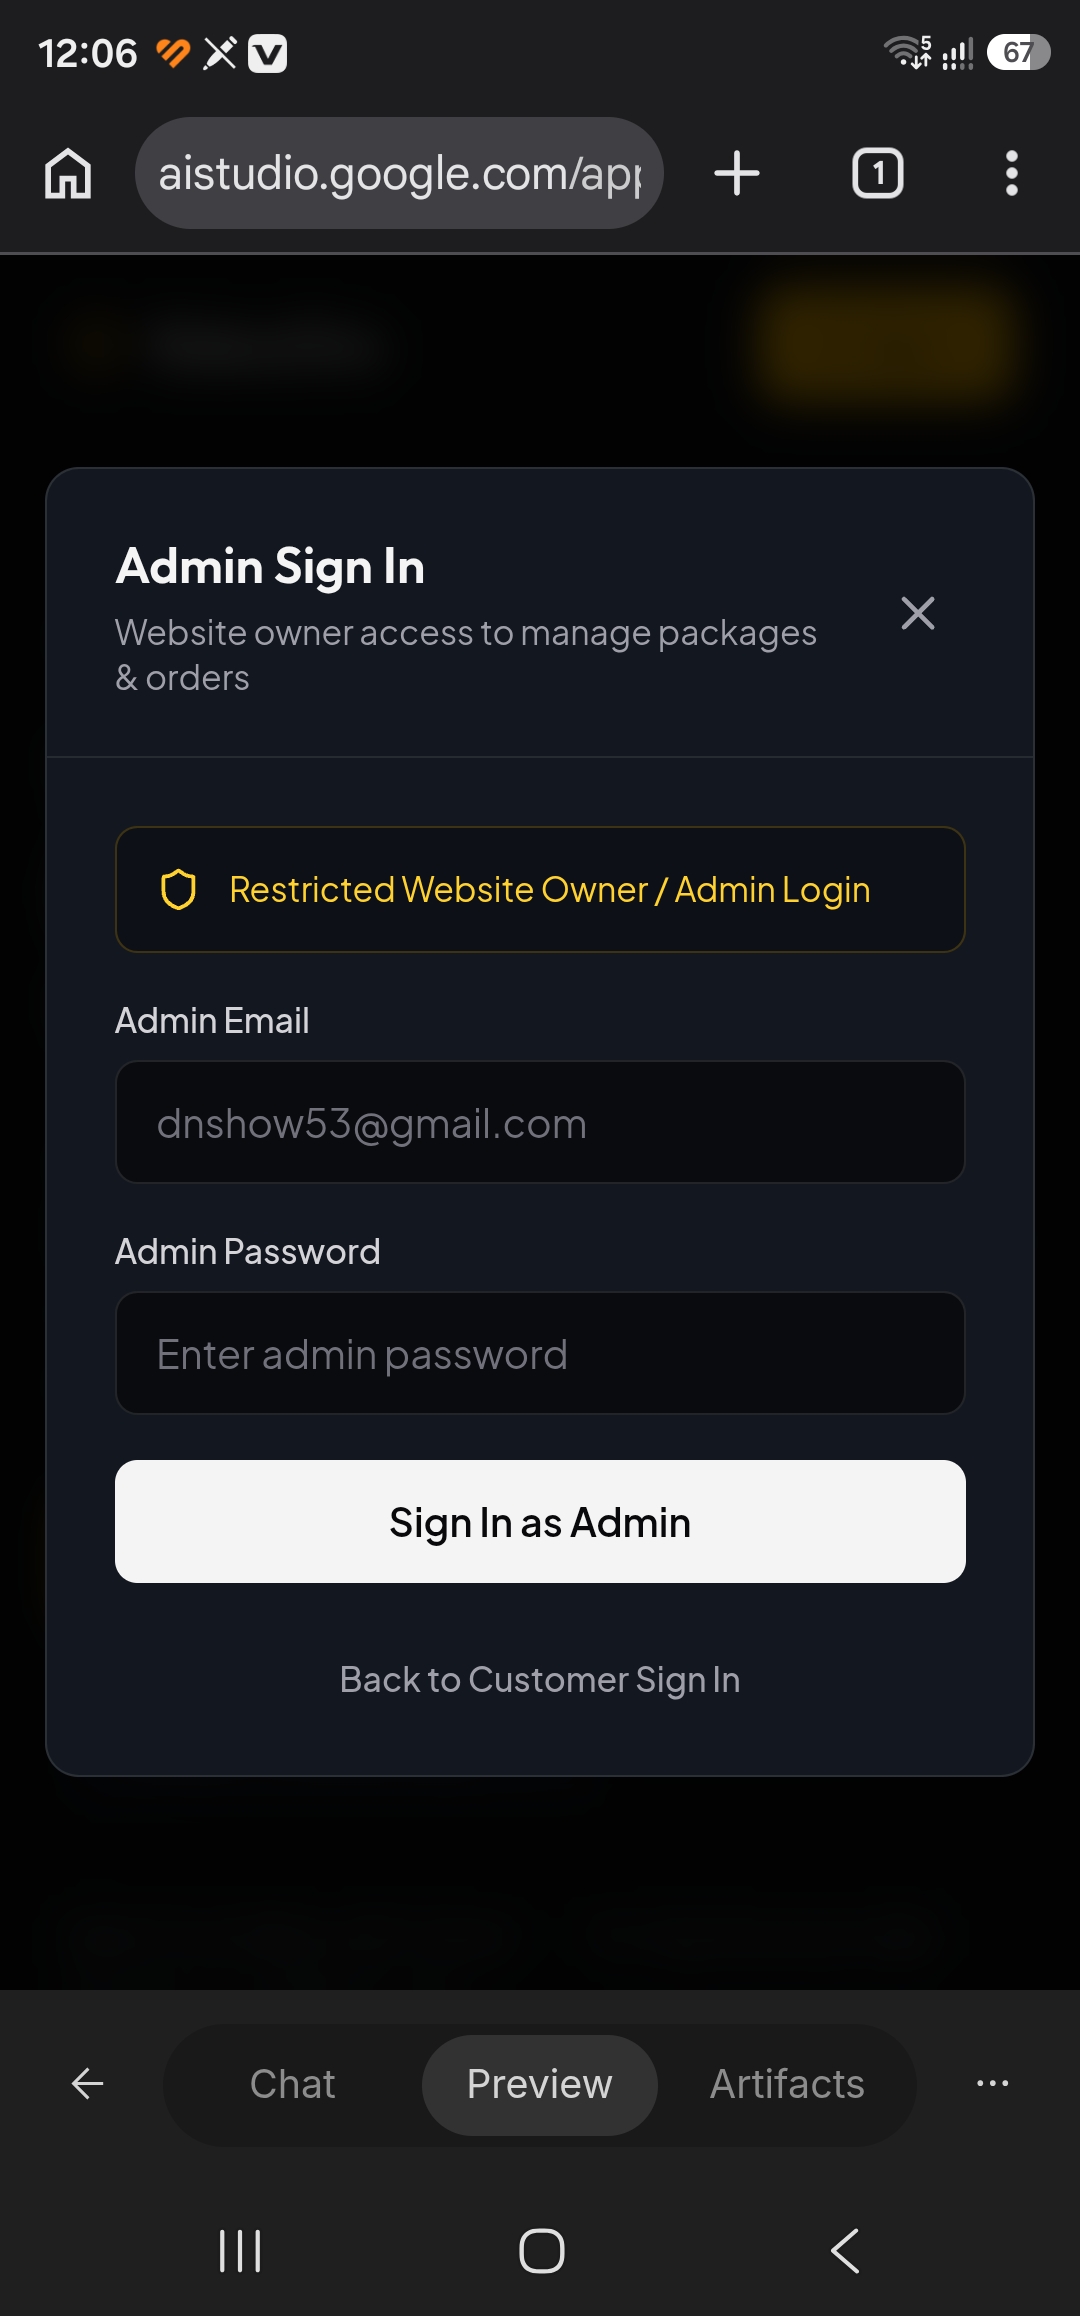 12:06
5
67
aistudio.google.com/app
1
Admin Sign In
Website owner access to manage packages
& orders
Restricted Website Owner / Admin Login
Admin Email
dnshow53@gmail.com
Admin Password
Enter admin password
Sign In as Admin
Back to Customer Sign In
Chat
Preview
Artifacts